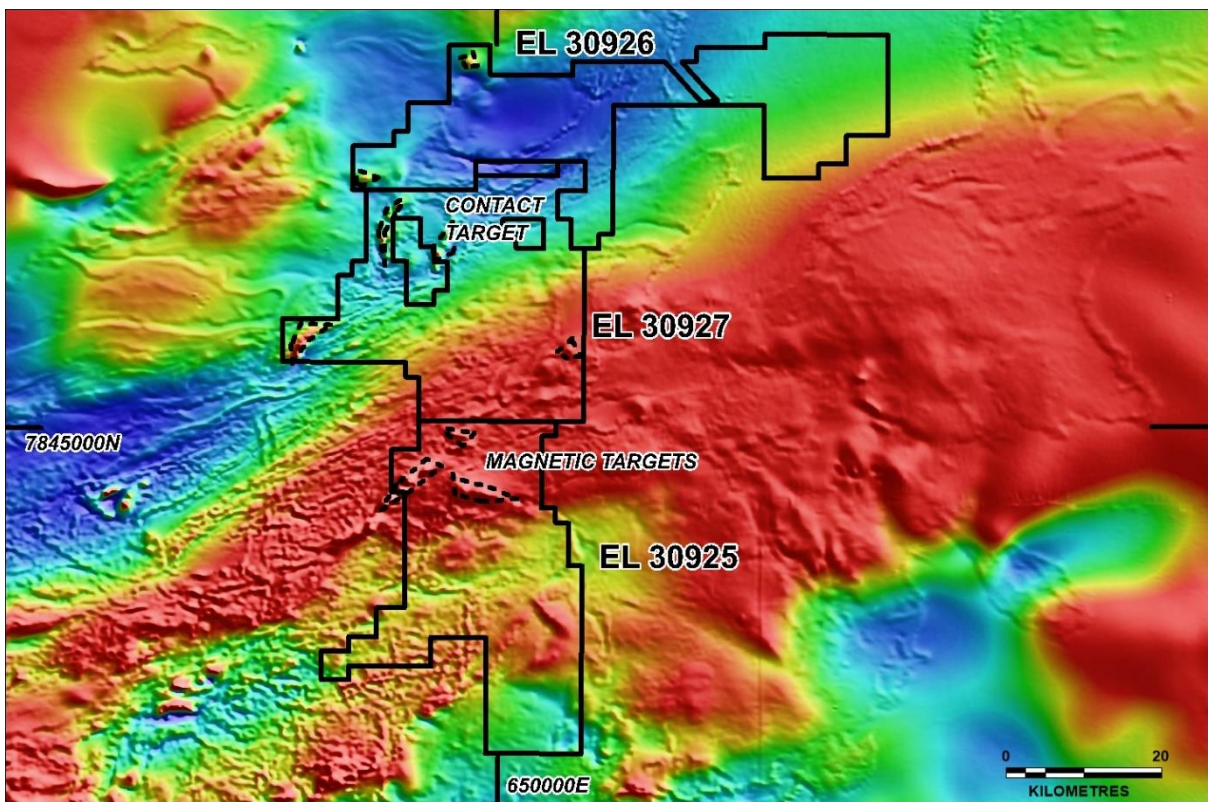 EL 30926
CONTACT
TARGET
EL 30927
7845000N
MAGNETIC TARGETS
EL 30925
650000E
0 20
KILOMETRES